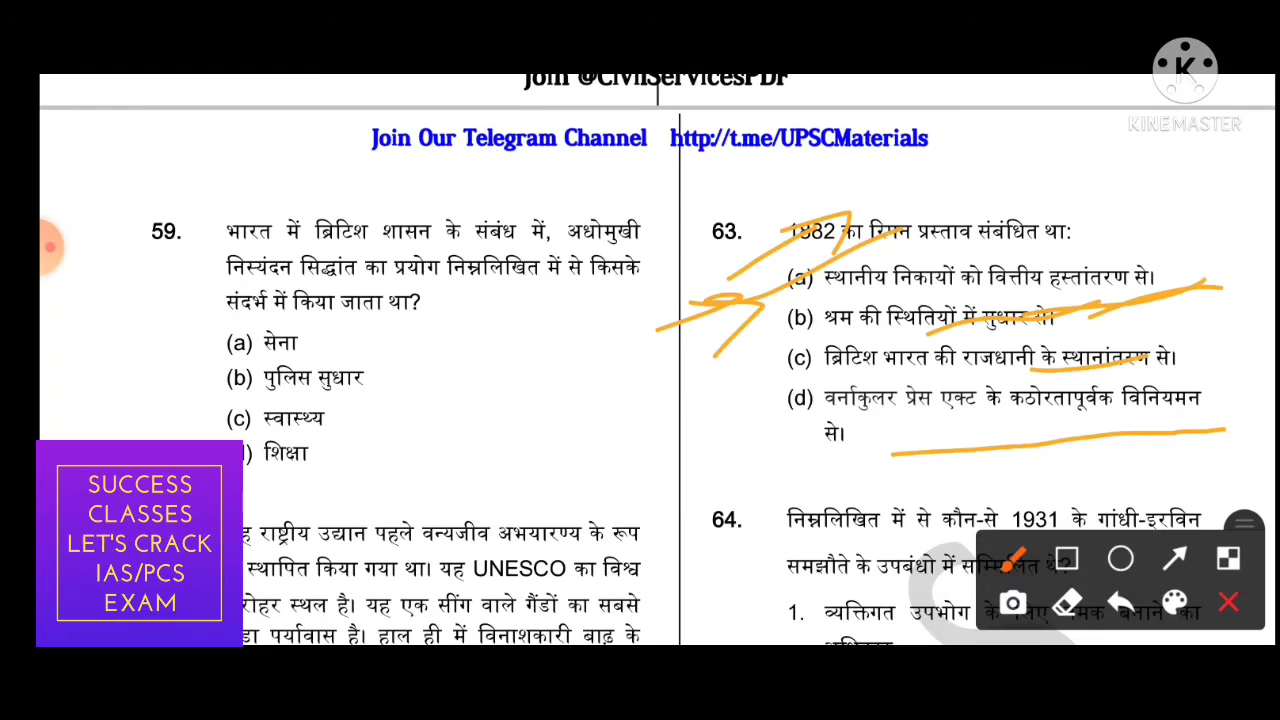 Join @CivilServicesPDF
KINEMASTER
Join Our Telegram Channel http://t.me/UPSCMaterials
59. भारत में ब्रिटिश शासन के संबंध में, अधोमुखी
निस्यंदन सिद्धांत का प्रयोग निम्नलिखित में से किसके
संदर्भ में किया जाता था?
(a) सेना
(b) पुलिस सुधार
(c) स्वास्थ्य
शिक्षा
राष्ट्रीय उद्यान पहले वन्यजीव अभयारण्य के रूप
स्थापित किया गया था। यह UNESCO का विश्व
स्थल है। यह एक सींग वाले गैंडों का सबसे
पर्यावास है। हाल ही में विनाशकारी बाढ़ के
SUCCESS
CLASSES
LET'S CRACK
IAS/PCS
EXAM
63. 1882 का रिपन प्रस्ताव संबंधित था:
(a) स्थानीय निकायों को वित्तीय हस्तांतरण से।
(b) श्रम की स्थितियों में सुधार से।
(c) ब्रिटिश भारत की राजधानी के स्थानांतरण से।
(d) वर्नाकुलर प्रेस एक्ट के कठोरतापूर्वक विनियमन
से।
64. निम्नलिखित में से कौन-से 1931 के गांधी-इरविन
समझौते के उपबंधो में सम्मिलित थे?
1. व्यक्तिगत उपभोग के लिए नमक बनाने का